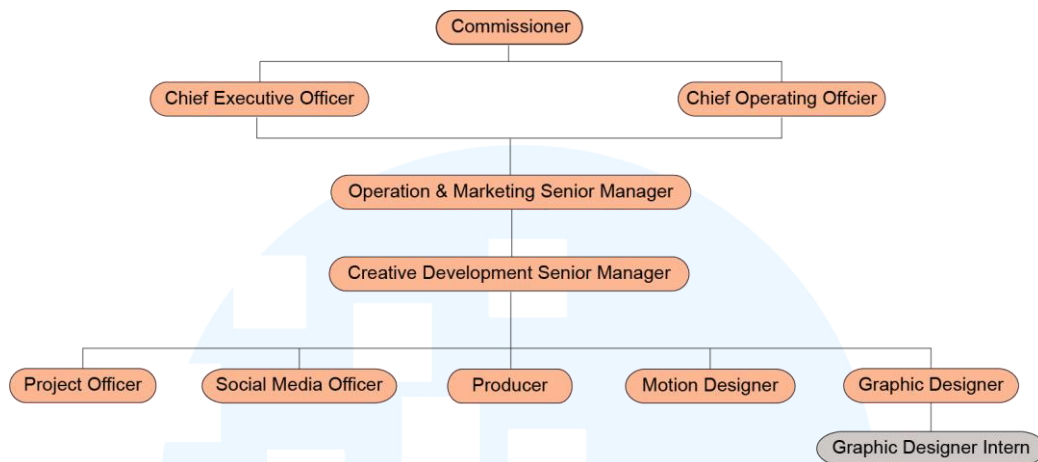 Commissioner
Chief Executive Officer
Chief Operating Offcier
Operation & Marketing Senior Manager
Creative Development Senior Manager
Project Officer
Social Media Officer
Producer
Motion Designer
Graphic Designer
Graphic Designer Intern